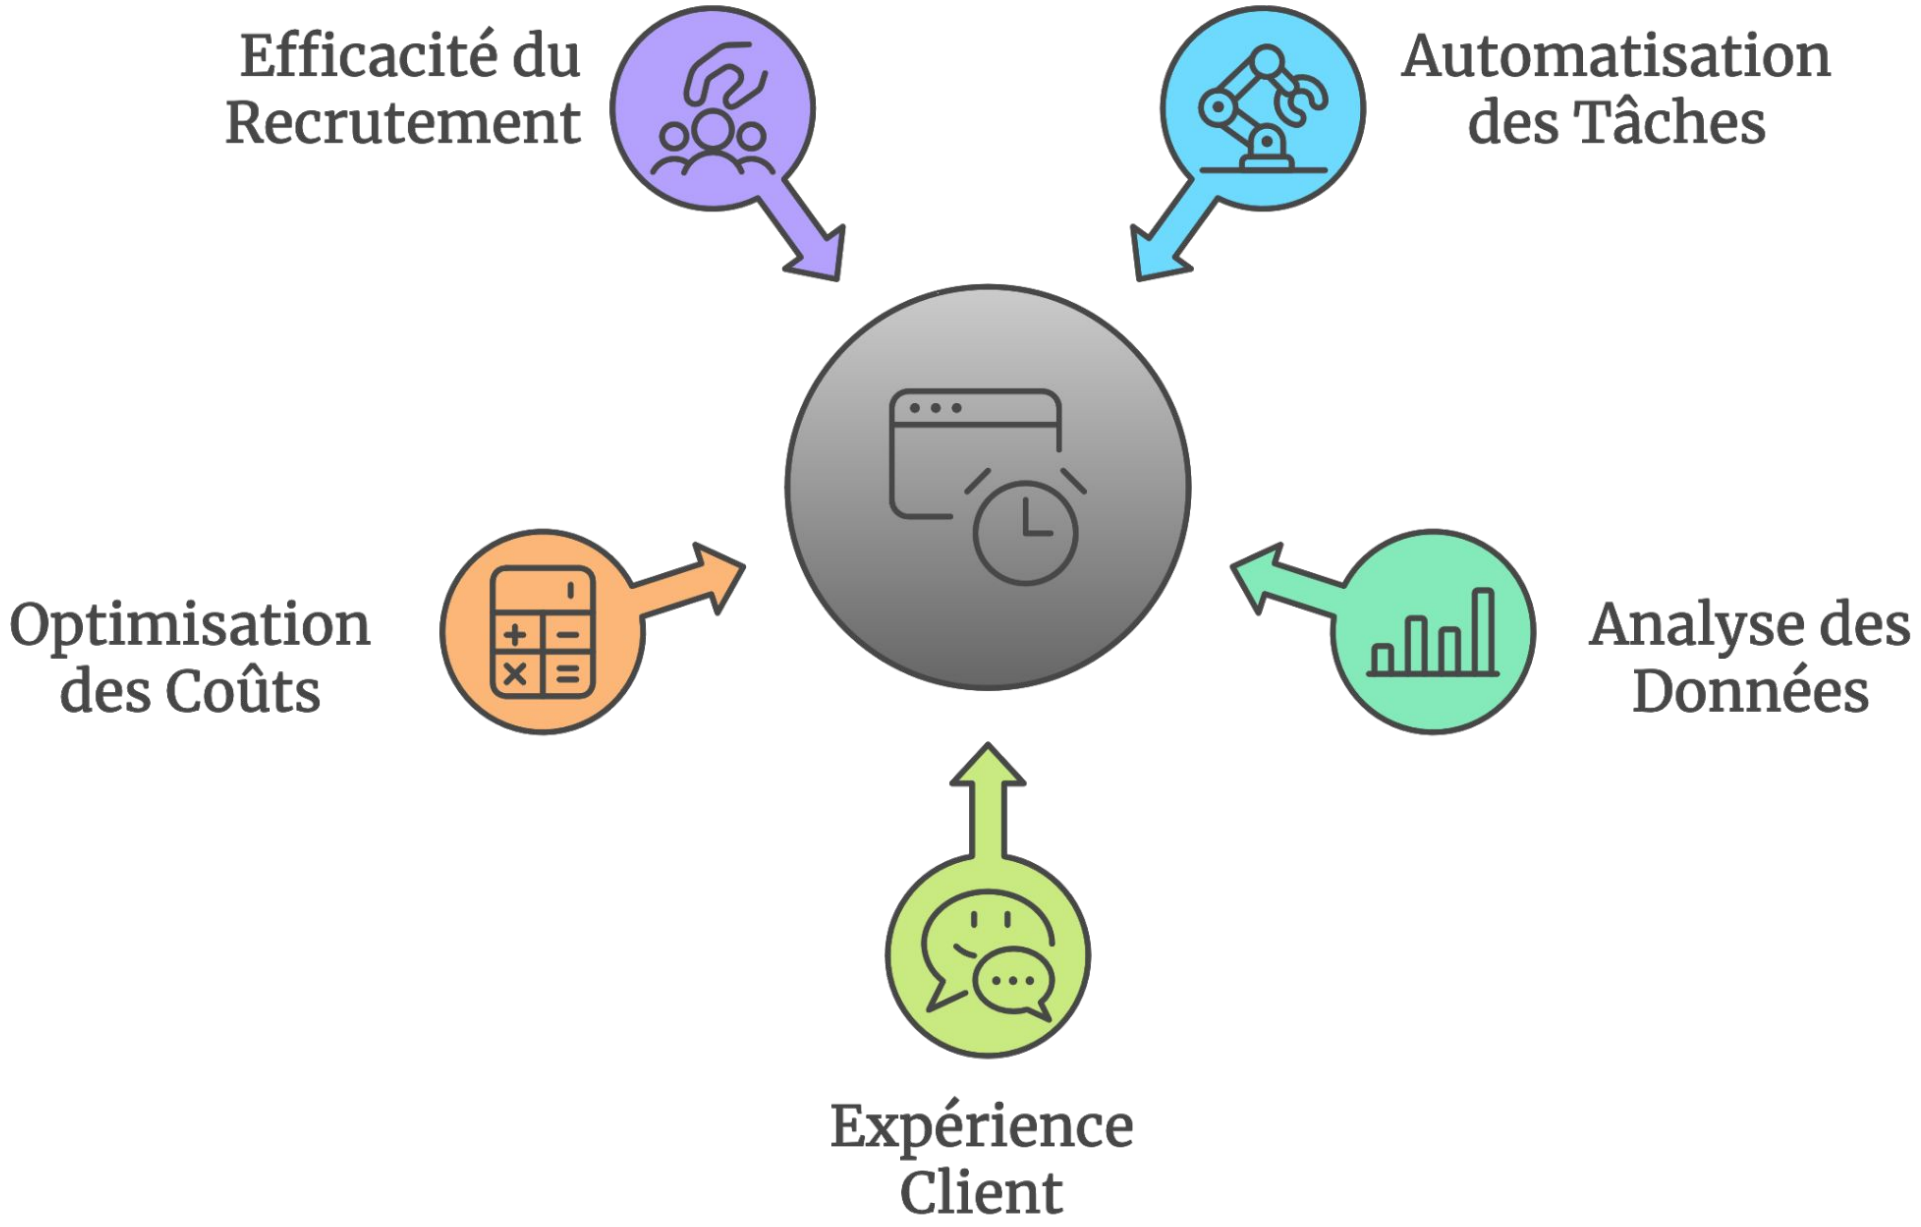 Efficacité du
Recrutement
Automatisation
des Tâches
Optimisation
des Coûts
Analyse des
Données
Expérience
Client